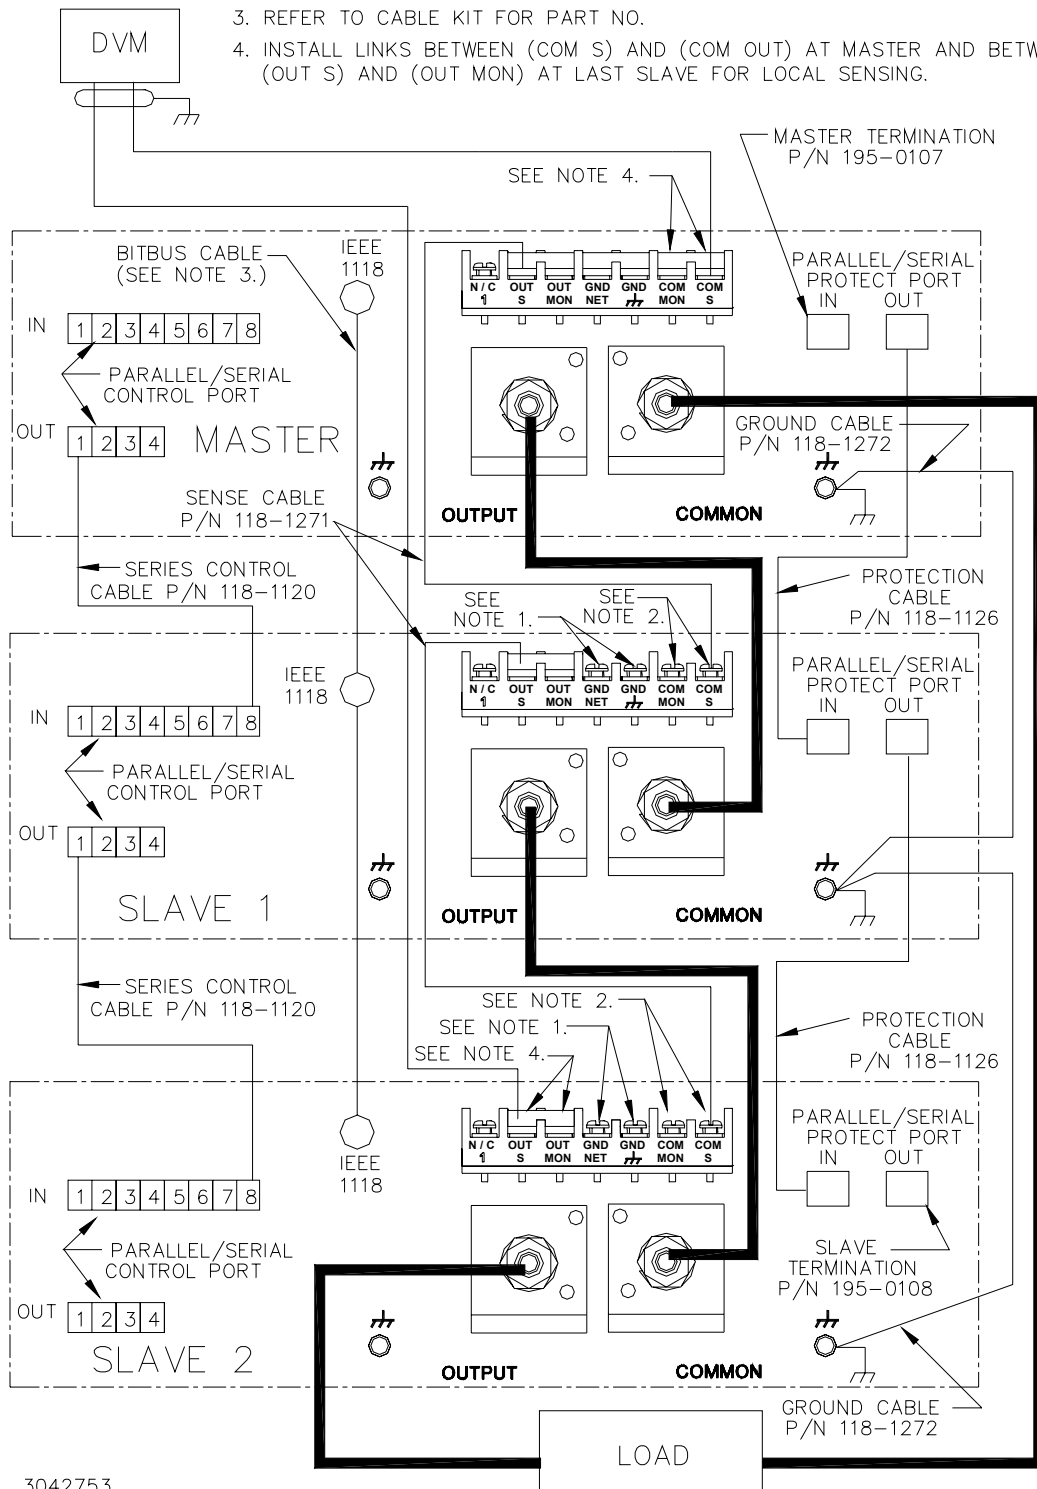 3. REFER TO CABLE KIT FOR PART NO.
4. INSTALL LINKS BETWEEN (COM S) AND (COM OUT) AT MASTER AND BETW
(OUT S) AND (OUT MON) AT LAST SLAVE FOR LOCAL SENSING.
DVM
MASTER TERMINATION
P/N 195-0107
SEE NOTE 4.
BITBUS CABLE
(SEE NOTE 3.)
IEEE
1118
N / C OUT OUT GND GND COM COM
1 S MON NET MON S
PARALLEL/SERIAL
PROTECT PORT
IN OUT
IN 1 2 3 4 5 6 7 8
PARALLEL/SERIAL
CONTROL PORT
OUT 1 2 3 4
MASTER
GROUND CABLE
P/N 118-1272
SENSE CABLE
P/N 118-1271
OUTPUT COMMON
SERIES CONTROL
CABLE P/N 118-1120
SEE
NOTE 1.
SEE
NOTE 2.
PROTECTION
CABLE
P/N 118-1126
IEEE
1118
N / C OUT OUT GND GND COM COM
1 S MON NET MON S
PARALLEL/SERIAL
PROTECT PORT
IN OUT
IN 1 2 3 4 5 6 7 8
PARALLEL/SERIAL
CONTROL PORT
OUT 1 2 3 4
SLAVE 1
OUTPUT COMMON
SERIES CONTROL
CABLE P/N 118-1120
SEE NOTE 2.
SEE NOTE 1.
SEE NOTE 4.
PROTECTION
CABLE
P/N 118-1126
N / C OUT OUT GND GND COM COM
1 S MON NET MON S
PARALLEL/SERIAL
PROTECT PORT
IN OUT
IEEE
1118
IN 1 2 3 4 5 6 7 8
PARALLEL/SERIAL
CONTROL PORT
OUT 1 2 3 4
SLAVE
TERMINATION
P/N 195-0108
SLAVE 2
OUTPUT COMMON
GROUND CABLE
P/N 118-1272
LOAD
3042753